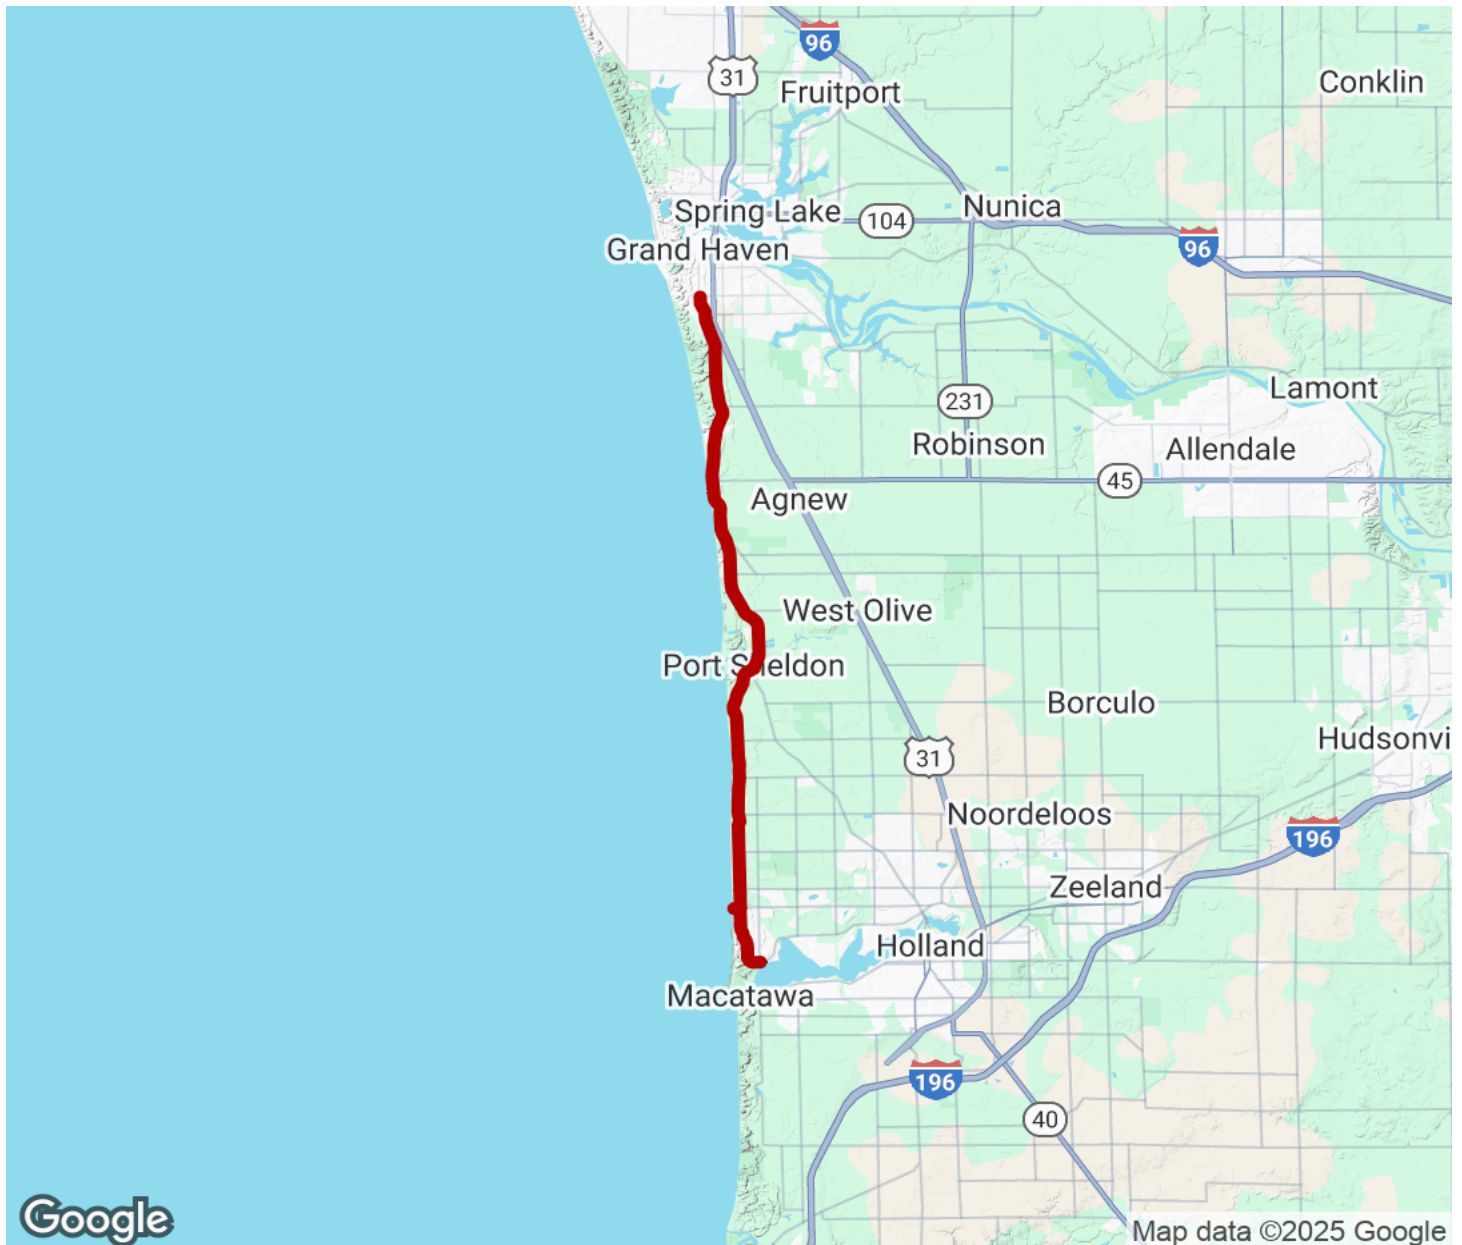 96
31
Conklin
Fruitport
Nunica
Spring Lake
104
Grand Haven
96
Lamont
231
Robinson
Allendale
45
Agnew
West Olive
Port Sheldon
Borculo
Hudsonvi
31
Noordeloos
196
Zeeland
Holland
Macatawa
196
40
Google
Map data ©2025 Google